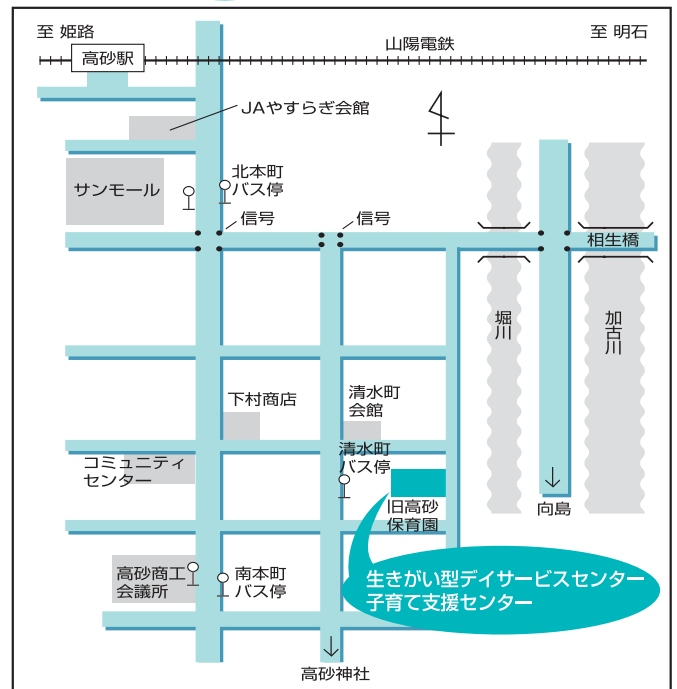 至 姫路
至 明石
高砂駅
山陽電鉄
JAやすらぎ会館
サンモール
北本町
バス停
信号
信号
相生橋
堀川
加古川
下村商店
清水町
会館
コミュニティ
センター
清水町
バス停
旧高砂
保育園
向島
高砂商工
会議所
南本町
バス停
生きがい型デイサービスセンター
子育て支援センター
高砂神社